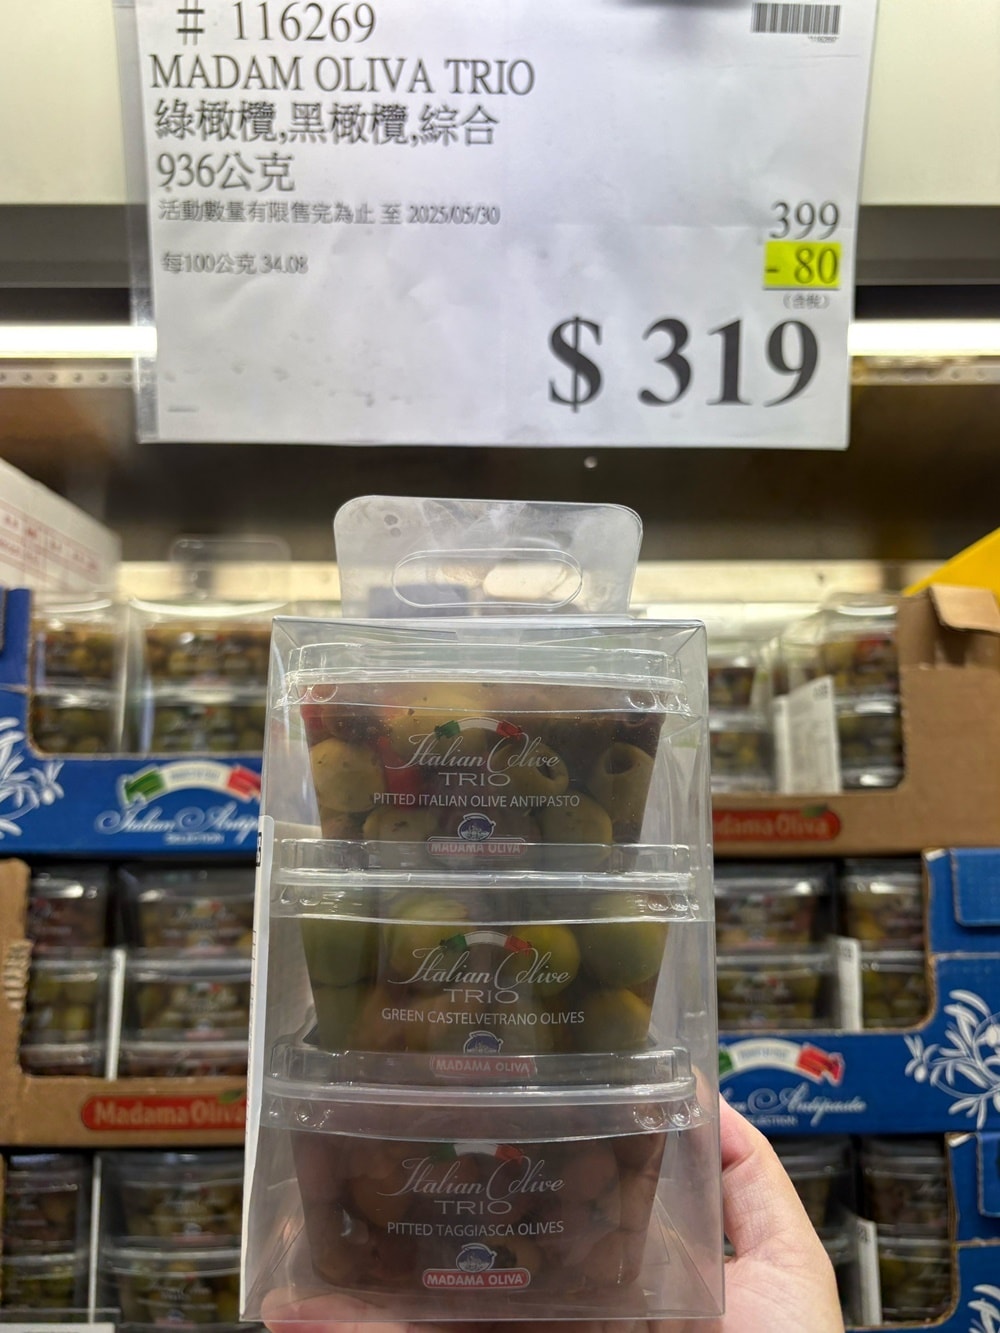 # 116269
MADAM OLIVA TRIO
綠橄欖,黑橄欖,綜合
936公克
活動數量有限售完為止 至 2025/05/30
每100公克 34.08
399
- 80
(含稅)
$ 319
Italian Olive
TRIO
PITTED ITALIAN OLIVE ANTIPASTO
MADAMA OLIVA
Italian Olive
TRIO
GREEN CASTELVETRANO OLIVES
MADAMA OLIVA
Italian Olive
TRIO
PITTED TAGGIASCA OLIVES
MADAMA OLIVA
Italian
Madama Oliva
Antipasto